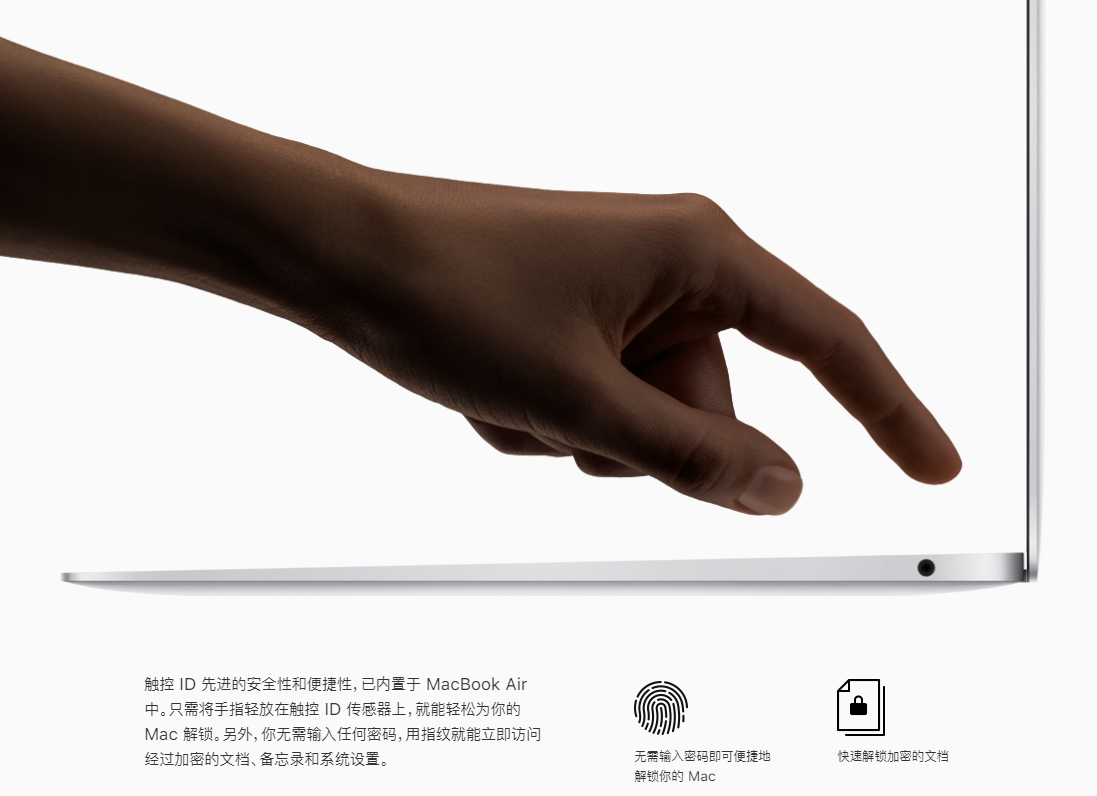 触控 ID 先进的安全性和便捷性，已内置于 MacBook Air
中。只需将手指轻放在触控 ID 传感器上，就能轻松为你的
Mac 解锁。另外，你无需输入任何密码，用指纹就能立即访问
经过加密的文档、备忘录和系统设置。
无需输入密码即可便捷地
解锁你的 Mac
快速解锁加密的文档